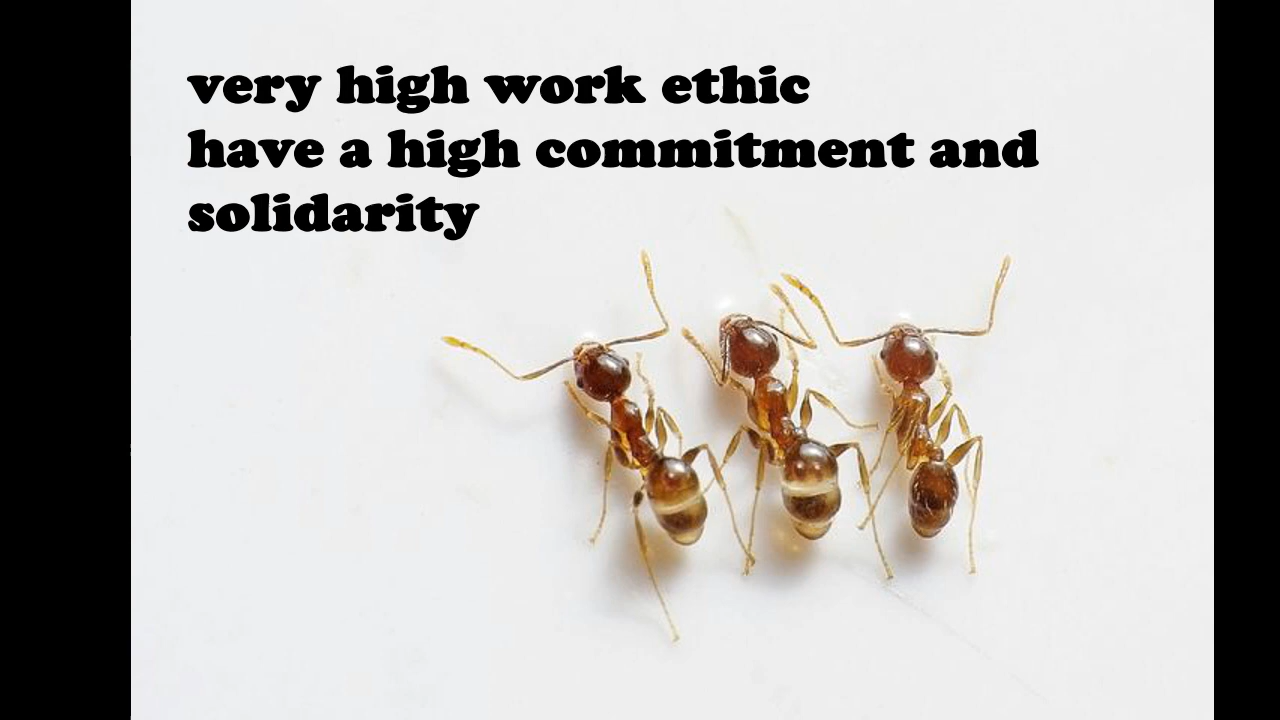 very high work ethic
have a high commitment and
solidarity